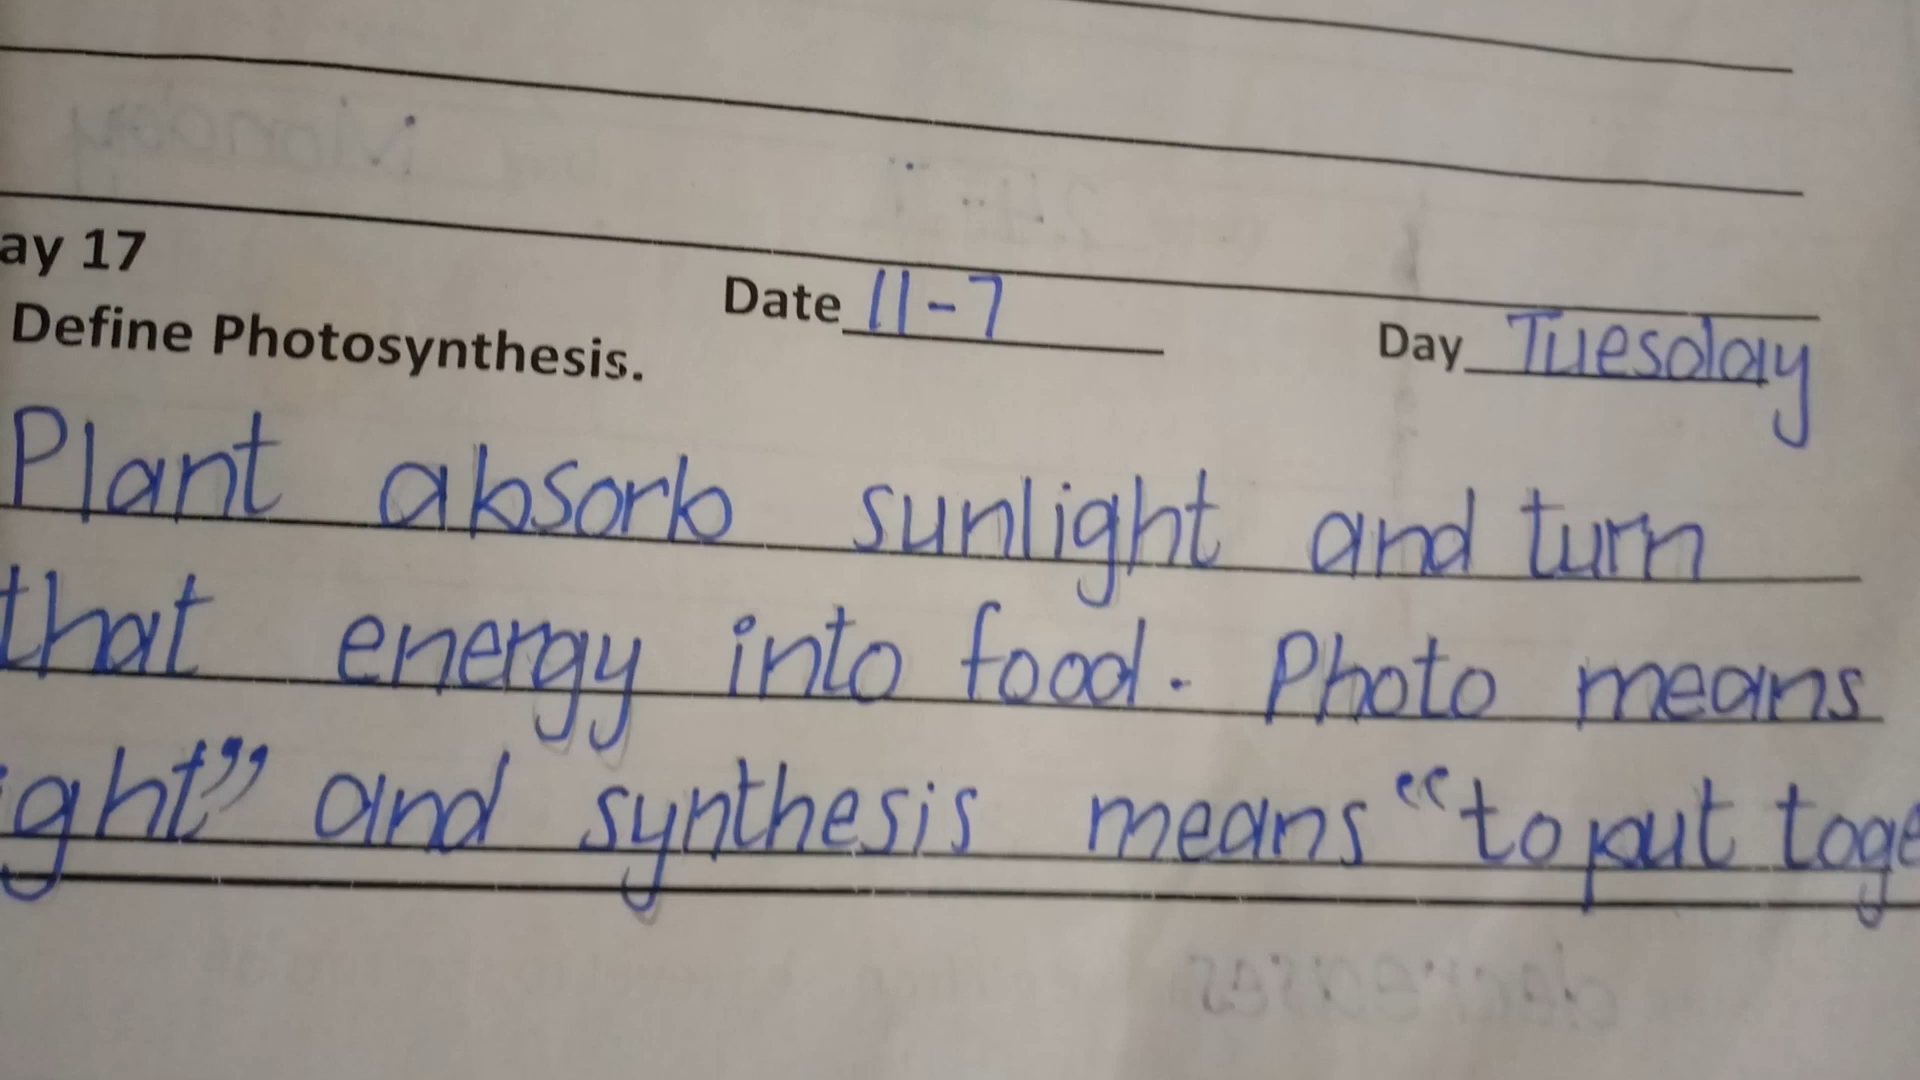 ay 17 Date 11-7 Day Tuesday
Define Photosynthesis.
Plant absorb sunlight and turn
that energy into food. Photo means
ight" and synthesis means "to put toge